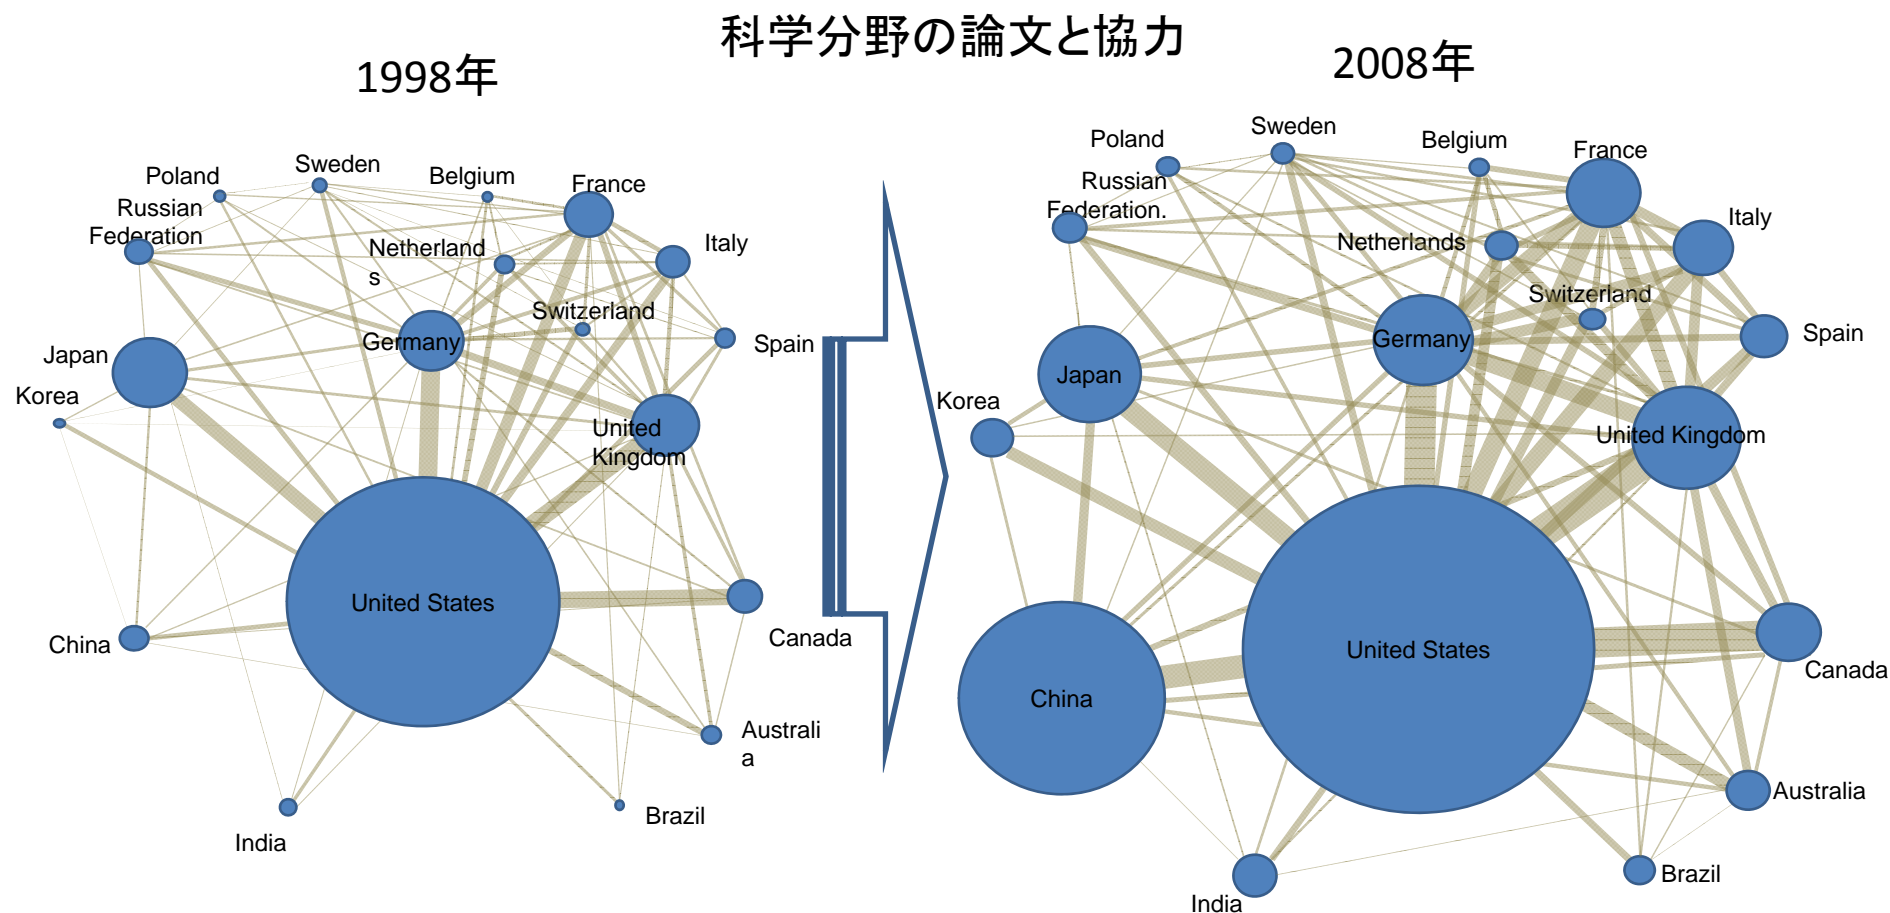 科学分野の論文と協力
1998年
Poland
Sweden
Belgium
France
Russian
Federation
Netherland
s
Italy
Switzerland
Germany
Japan
Spain
Korea
United
Kingdom
United States
China
Canada
Australi
a
Brazil
India
2008年
Poland
Sweden
Belgium
France
Russian
Federation.
Netherlands
Italy
Switzerland
Germany
Spain
Japan
Korea
United Kingdom
United States
China
Canada
Australia
Brazil
India